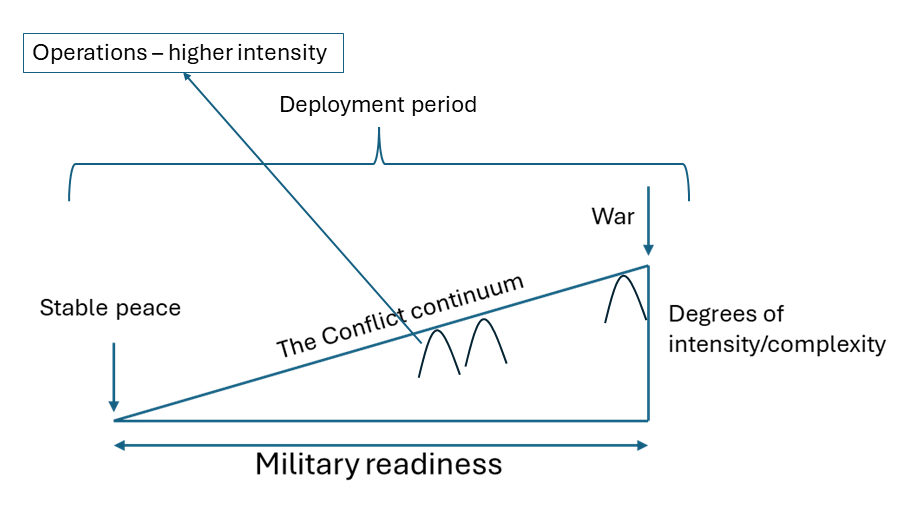 Operations – higher intensity
Deployment period
War
Stable peace
The Conflict continuum
Degrees of
intensity/complexity
Military readiness